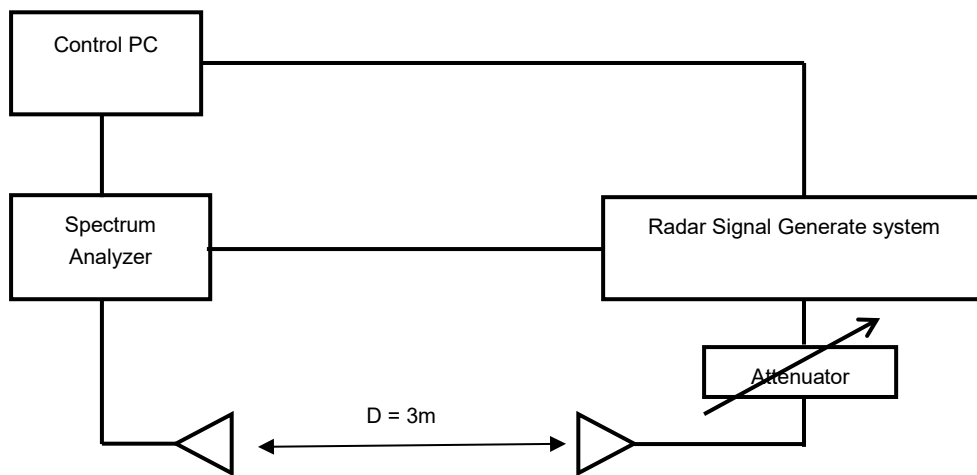 Control PC
Spectrum
Analyzer
Radar Signal Generate system
Attenuator
D = 3m